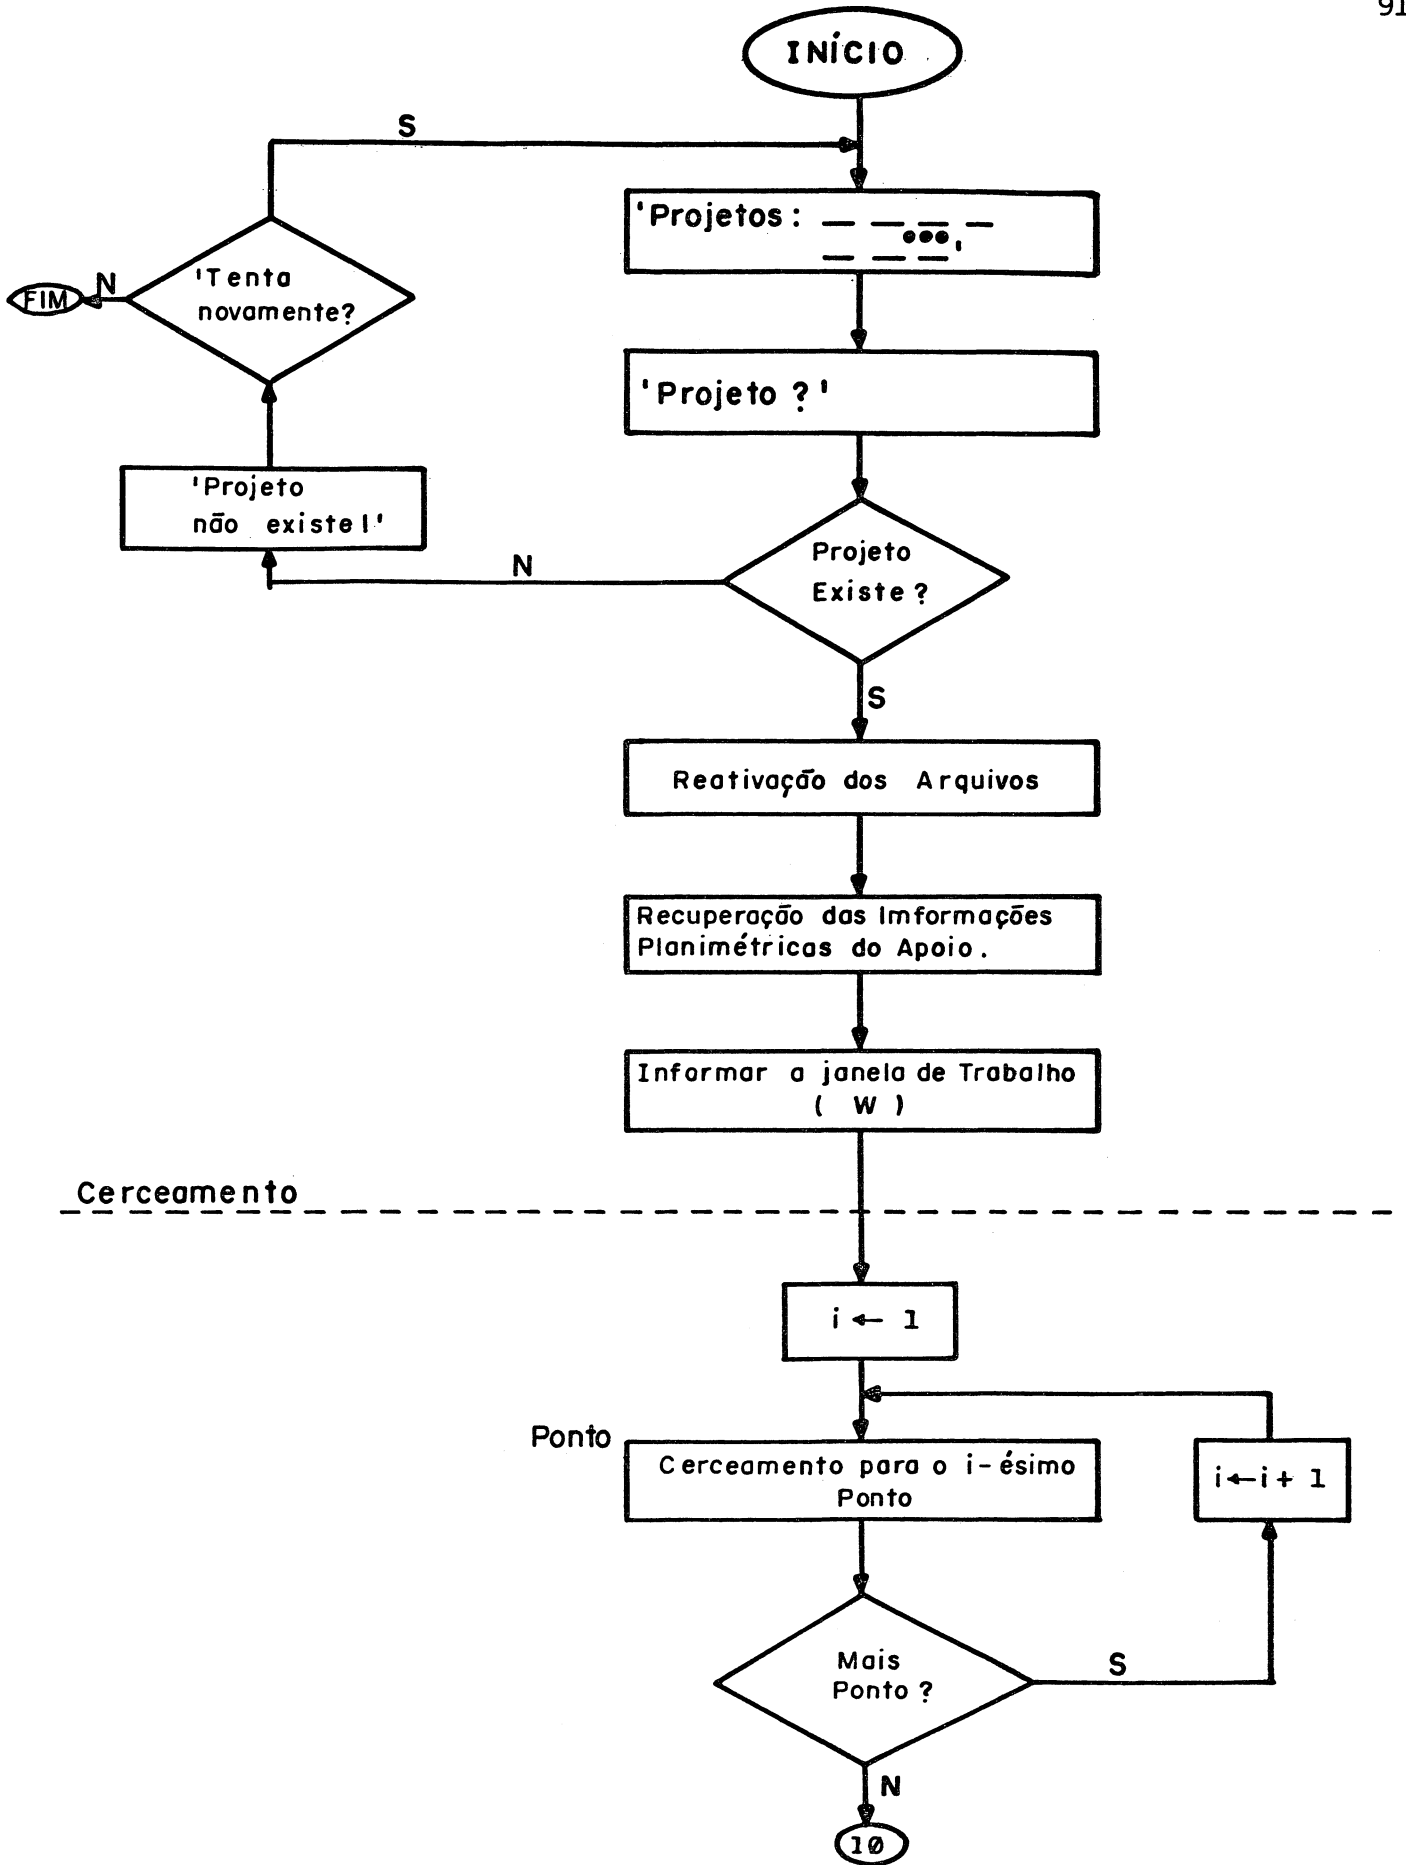 91
INÍCIO
S
'Projetos: _ _ _ _
•••
_ _ _'
'Tenta
novamente?
N
FIM
'Projeto ?'
'Projeto
não existe!'
N
Projeto
Existe ?
S
Reativação dos Arquivos
Recuperação das Imformações
Planimétricas do Apoio.
Informar a janela de Trabalho
( W )
Cerceamento
i ← 1
Ponto
Cerceamento para o i-ésimo
Ponto
i←i+ 1
Mais
Ponto ?
S
N
10